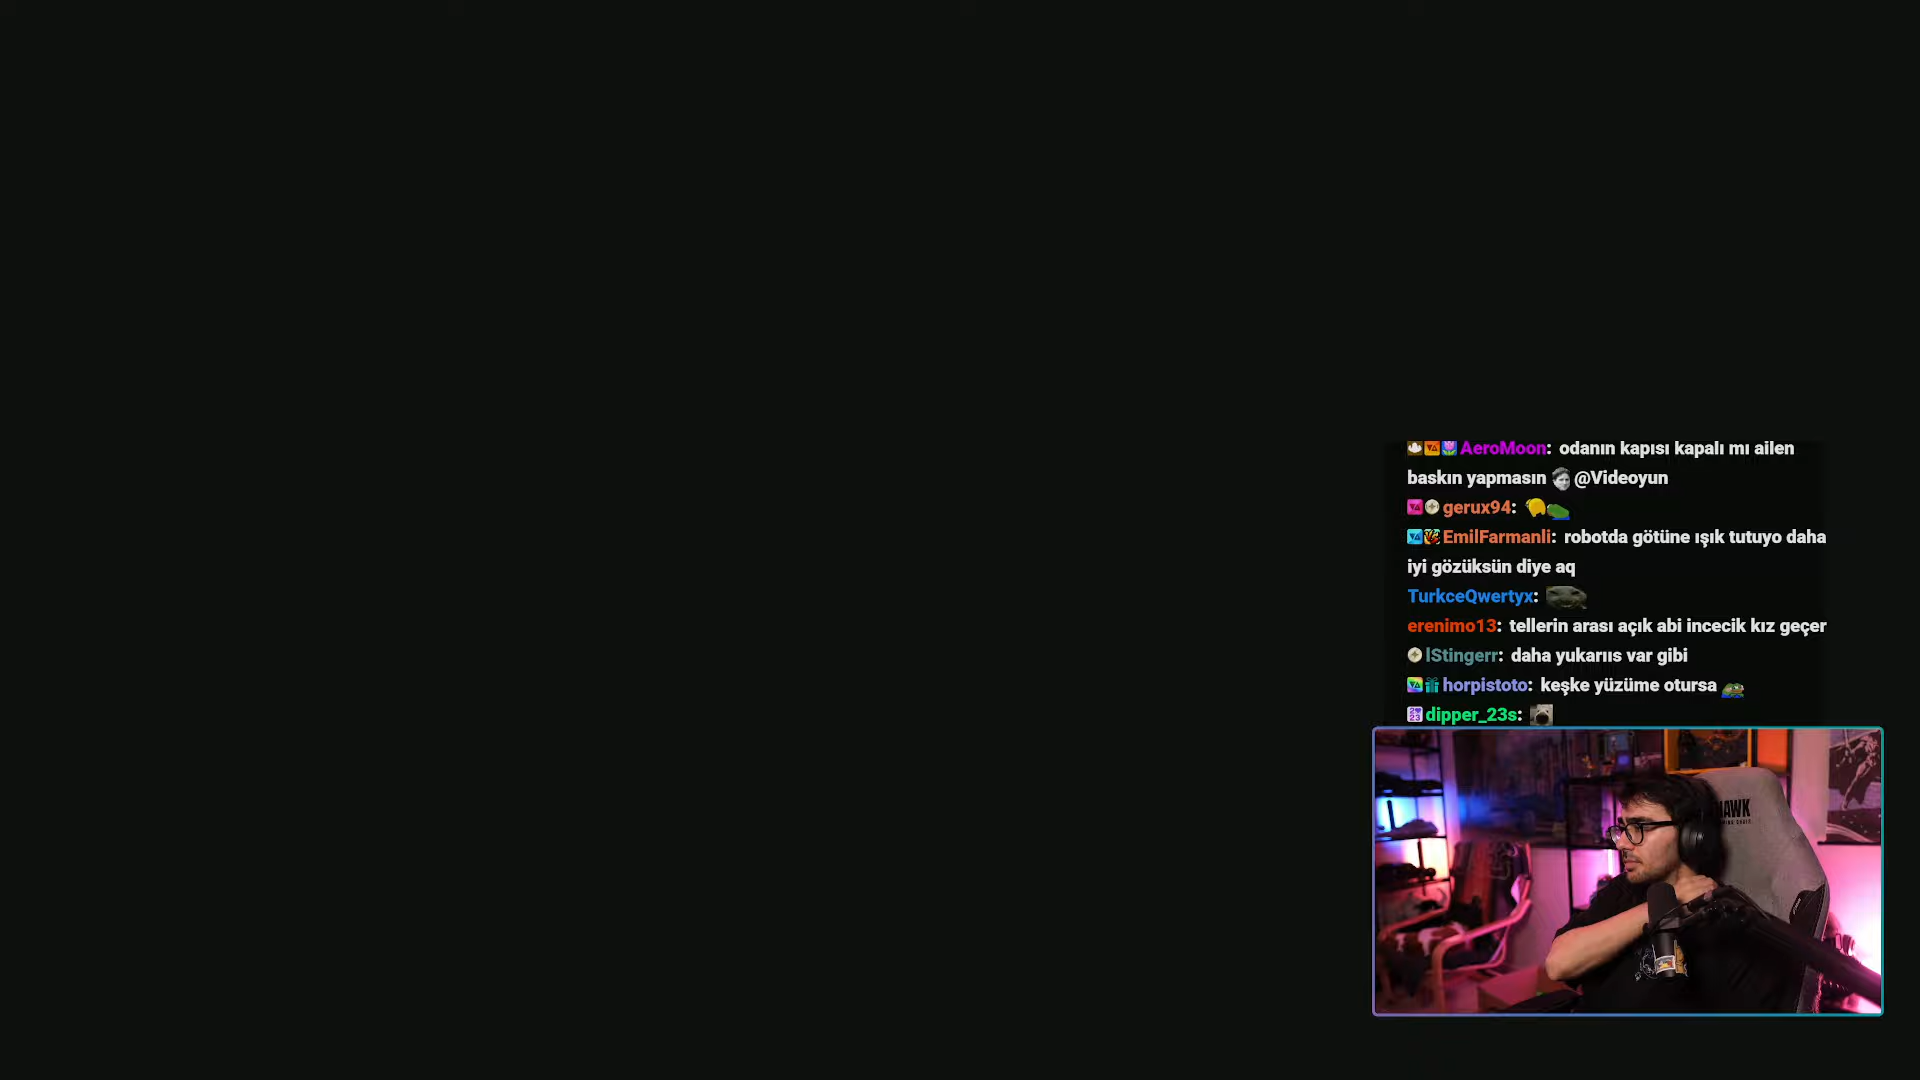 AeroMoon: odanın kapısı kapalı mı ailen
baskın yapmasın @Videoyun
gerux94:
EmilFarmanli: robotda götüne ışık tutuyo daha
iyi gözüksün diye aq
TurkceQwertyx:
erenimo13: tellerin arası açık abi incecik kız geçer
lStingerr: daha yukarıs var gibi
horpistoto: keşke yüzüme otursa
dipper_23s: